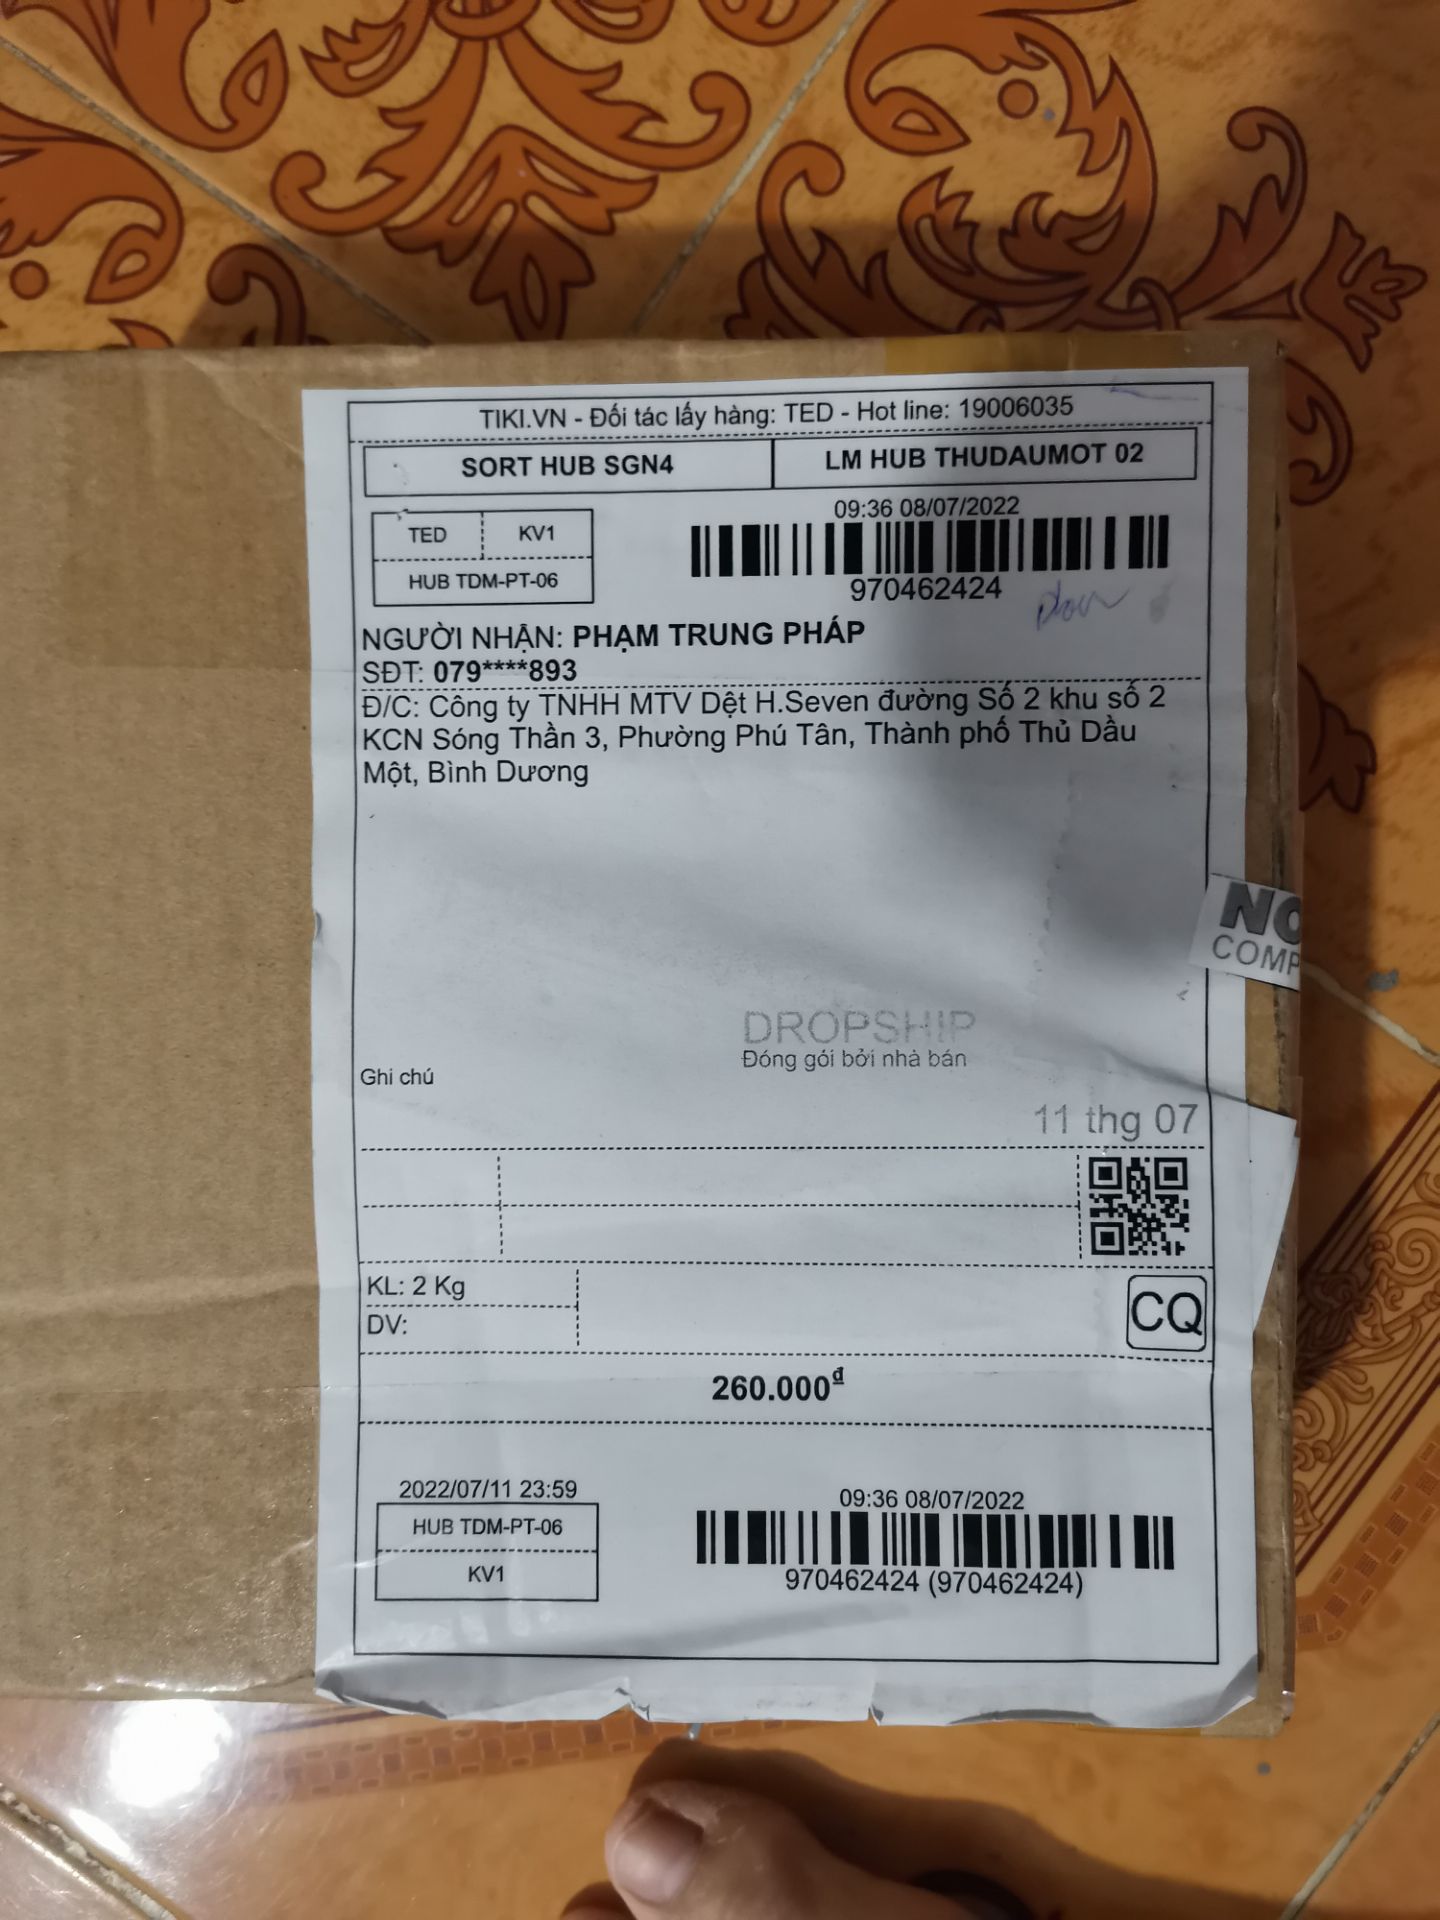 TIKI.VN - Đối tác lấy hàng: TED - Hot line: 19006035
SORT HUB SGN4
LM HUB THUDAUMOT 02
TED
KV1
HUB TDM-PT-06
09:36 08/07/2022
970462424
NGƯỜI NHẬN: PHẠM TRUNG PHÁP
SĐT: 079****893
Đ/C: Công ty TNHH MTV Dệt H.Seven đường Số 2 khu số 2
KCN Sóng Thần 3, Phường Phú Tân, Thành phố Thủ Dầu
Một, Bình Dương
NO
COMP
DROPSHIP
Đóng gói bởi nhà bán
Ghi chú
11 thg 07
KL: 2 Kg
DV:
CQ
260.000đ
2022/07/11 23:59
HUB TDM-PT-06
KV1
09:36 08/07/2022
970462424 (970462424)